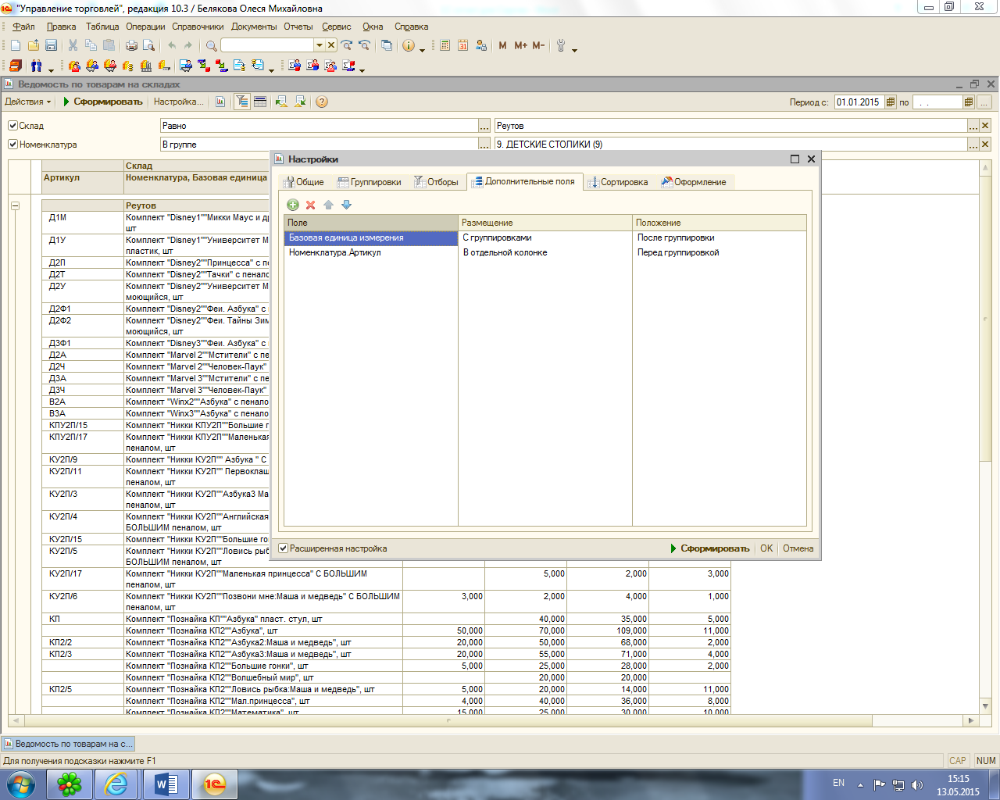 "Управление торговлей", редакция 10.3 / Белякова Олеся Михайловна
Файл Правка Таблица Операции Справочники Документы Отчеты Сервис Окна Справка
M M+ M-
Ведомость по товарам на складах
Действия Сформировать Настройка... Период с: 01.01.2015 по . .
Склад Равно Реутов
Номенклатура В группе 9. ДЕТСКИЕ СТОЛИКИ (9)
Склад
Артикул Номенклатура, Базовая единица
Реутов
Д1М Комплект "Disney1""Микки Маус и др
шт
Д1У Комплект "Disney1""Университет М
пластик, шт
Д2П Комплект "Disney2""Принцесса" с пе
Д2Т Комплект "Disney2""Тачки" с пенало
Д2У Комплект "Disney2""Университет М
моющийся, шт
Д2Ф1 Комплект "Disney2""Феи. Азбука" с
Д2Ф2 Комплект "Disney2""Феи. Тайны Зим
моющийся, шт
Д3Ф1 Комплект "Disney3""Феи. Азбука" с
Д2А Комплект "Marvel 2""Мстители" с пе
Д2Ч Комплект "Marvel 2""Человек-Паук"
Д3А Комплект "Marvel 3""Мстители" с пе
Д3Ч Комплект "Marvel 3""Человек-Паук"
В2А Комплект "Winx2""Азбука" с пенало
В3А Комплект "Winx3""Азбука" с пенало
КПУ2П/15 Комплект "Никки КПУ2П""Большие г
КПУ2П/17 Комплект "Никки КПУ2П""Маленькая
пеналом, шт
КУ2П/9 Комплект "Никки КУ2П"" Азбука " С
КУ2П/11 Комплект "Никки КУ2П"" Первоклаш
пеналом, шт
КУ2П/3 Комплект "Никки КУ2П""Азбука3 Ма
пеналом, шт
КУ2П/4 Комплект "Никки КУ2П""Английская
БОЛЬШИМ пеналом, шт
КУ2П/15 Комплект "Никки КУ2П""Большие го
КУ2П/5 Комплект "Никки КУ2П""Ловись рыб
БОЛЬШИМ пеналом, шт
КУ2П/17 Комплект "Никки КУ2П""Маленькая принцесса" С БОЛЬШИМ 5,000 2,000 3,000
пеналом, шт
КУ2П/6 Комплект "Никки КУ2П""Позвони мне:Маша и медведь" С БОЛЬШИМ 3,000 2,000 4,000 1,000
пеналом, шт
КП Комплект "Познайка КП""Азбука" пласт. стул, шт 40,000 35,000 5,000
Комплект "Познайка КП2""Азбука", шт 50,000 70,000 109,000 11,000
КП2/2 Комплект "Познайка КП2""Азбука2:Маша и медведь", шт 20,000 50,000 68,000 2,000
КП2/3 Комплект "Познайка КП2""Азбука3:Маша и медведь", шт 20,000 55,000 71,000 4,000
Комплект "Познайка КП2""Большие гонки", шт 5,000 25,000 28,000 2,000
Комплект "Познайка КП2""Волшебный мир", шт 20,000 20,000
КП2/5 Комплект "Познайка КП2""Ловись рыбка:Маша и медведь", шт 5,000 20,000 14,000 11,000
Комплект "Познайка КП2""Мал.принцесса", шт 4,000 40,000 36,000 8,000
Комплект "Познайка КП2""Математика", шт 15,000 25,000 30,000 10,000
Настройки
Общие Группировки Отборы Дополнительные поля Сортировка Оформление
Поле Размещение Положение
Базовая единица измерения С группировками После группировки
Номенклатура.Артикул В отдельной колонке Перед группировкой
Расширенная настройка Сформировать OK Отмена
Ведомость по товарам на с...
Для получения подсказки нажмите F1 CAP NUM
EN 15:15
13.05.2015